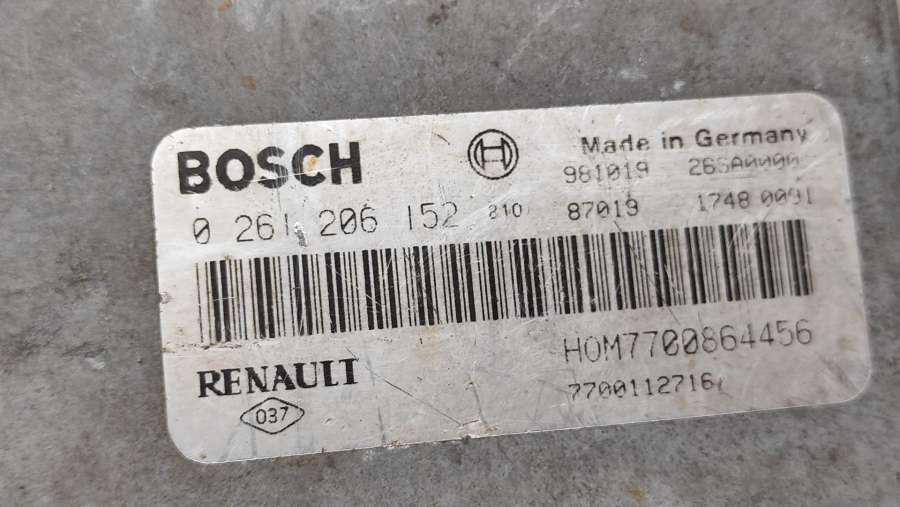 BOSCH Made in Germany
981019
0 261 206 152 810 87019 1748 0091
HOM7700864456
RENAULT 7700112716
037